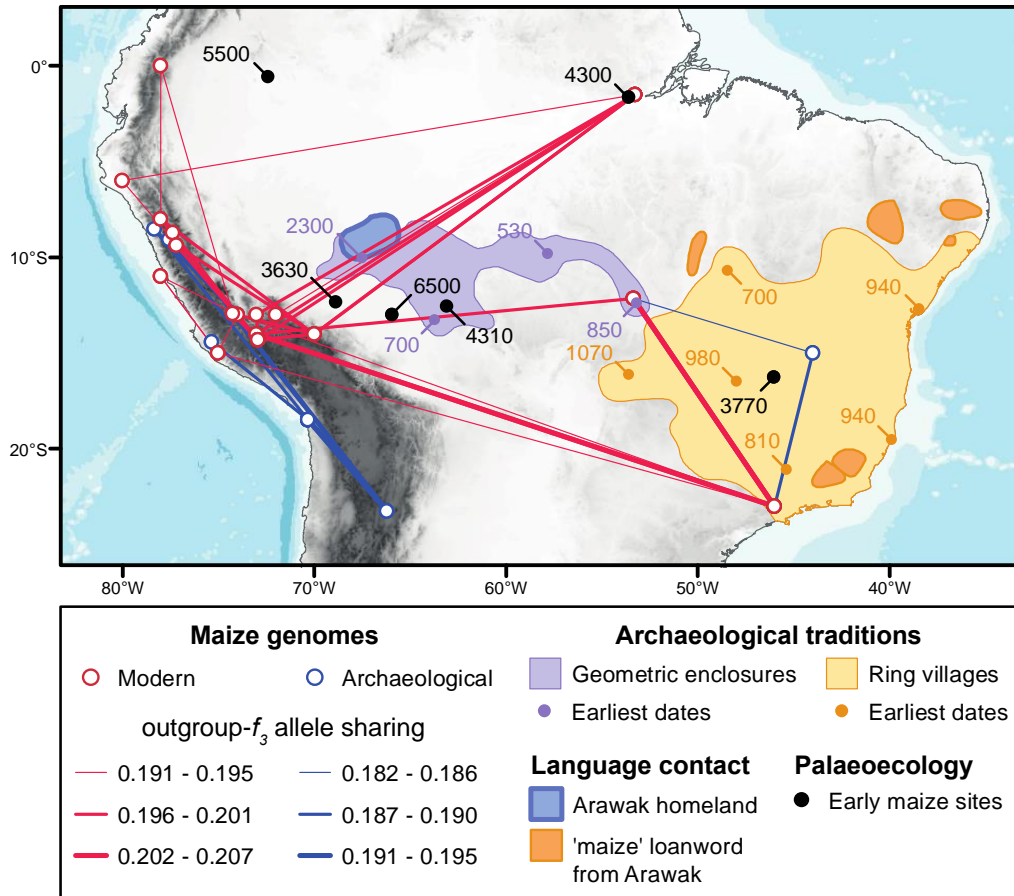 5500
4300
0°
2300
530
10°S
3630
6500
4310
700
850
700
940
1070
980
3770
940
810
20°S
80°W
70°W
60°W
50°W
40°W
Maize genomes
Modern
Archaeological
outgroup-f3 allele sharing
0.191 - 0.195
0.182 - 0.186
0.196 - 0.201
0.187 - 0.190
0.202 - 0.207
0.191 - 0.195
Archaeological traditions
Geometric enclosures
Ring villages
Earliest dates
Earliest dates
Language contact
Arawak homeland
'maize' loanword
from Arawak
Palaeoecology
Early maize sites